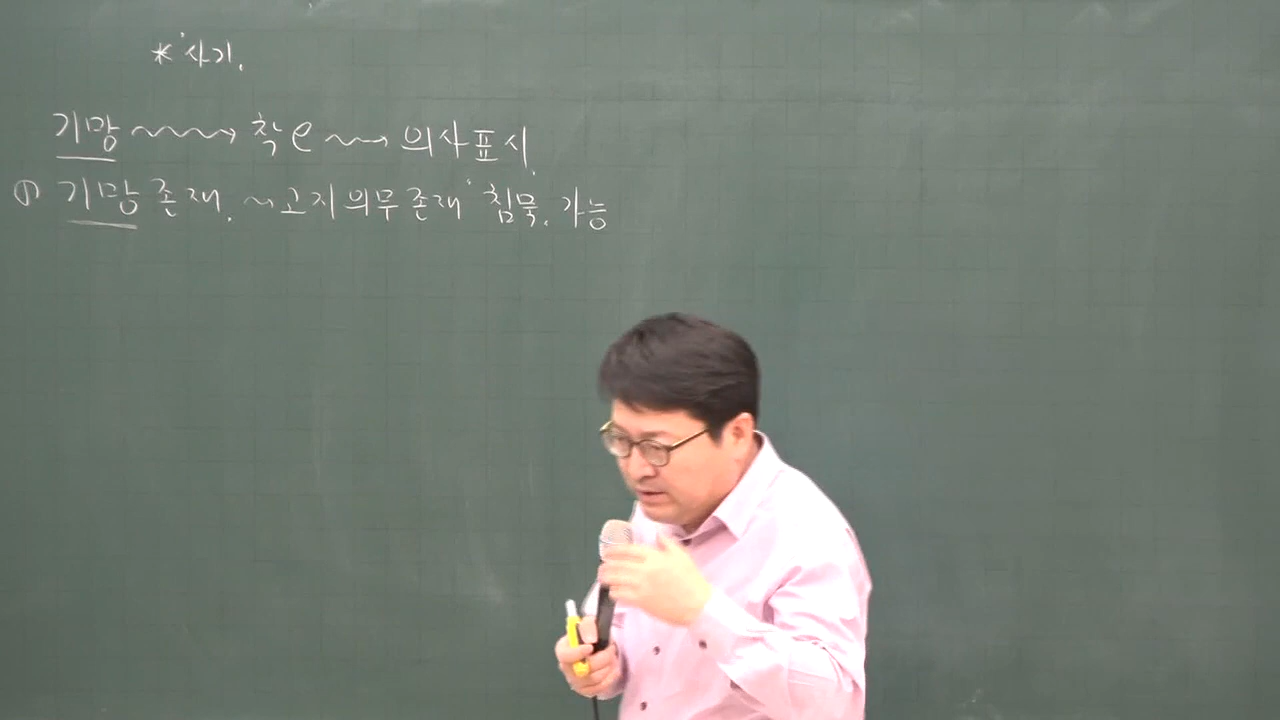 * '사기.
기망 ~~~→ 착e ~~→ 의사표시.
① 기망 존재. ~고지의무 존재' 침묵. 가능